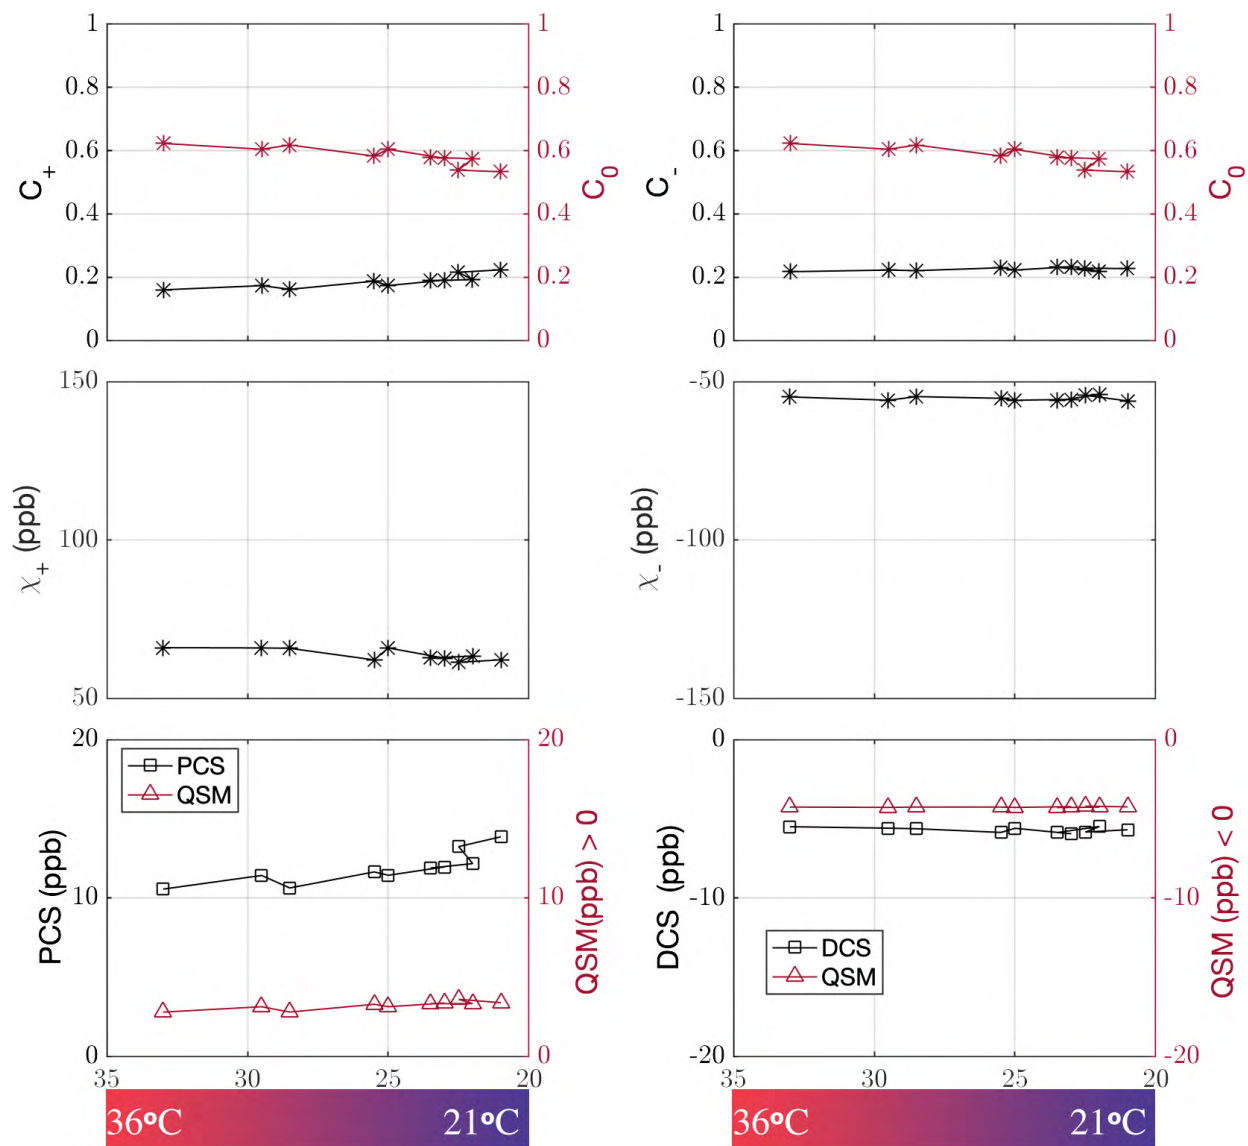 1 1 1 1
0.8 0.8 0.8 0.8
0.6 0.6 0.6 0.6
C+ C0 C- C0
0.4 0.4 0.4 0.4
0.2 0.2 0.2 0.2
0 0 0 0
150 -50
χ+ (ppb) χ- (ppb)
100 -100
50 -150
20 20 0 0
PCS DCS
QSM QSM
PCS (ppb) QSM(ppb) > 0 DCS (ppb) QSM (ppb) < 0
10 10 -10 -10
0 0 -20 -20
35 30 25 20 35 30 25 20
36°C 21°C 36°C 21°C